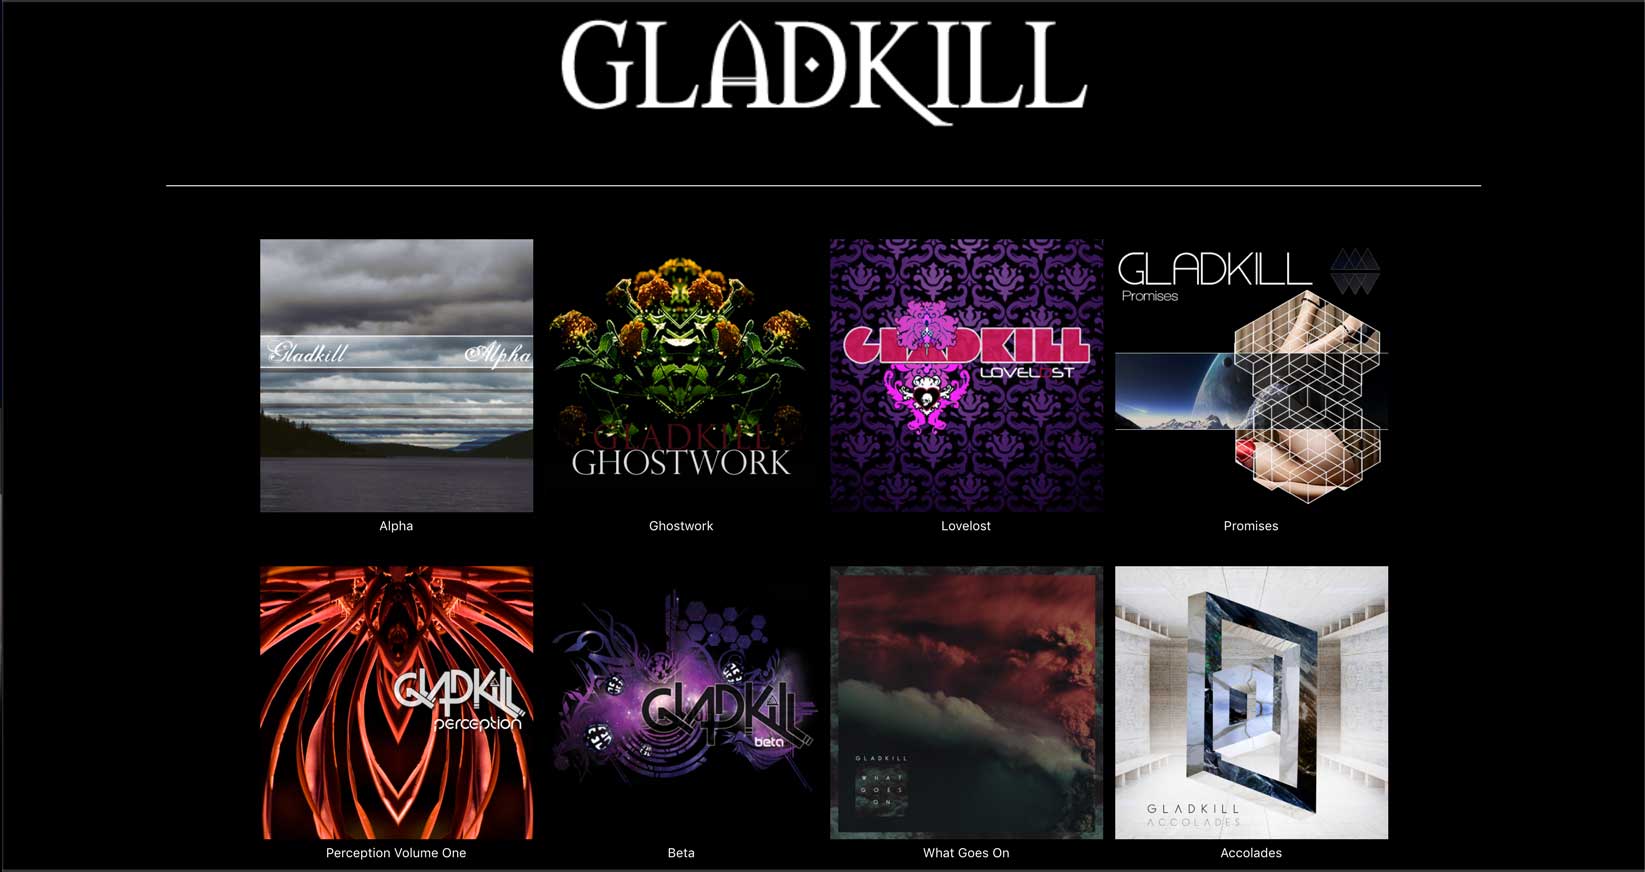 GLADKILL
Gladkill Alpha
GLADKILL
GHOSTWORK
GLADKILL
LOVELOST
GLADKILL
Promises
Alpha
Ghostwork
Lovelost
Promises
GLADKILL
perception
GLADKILL
beta
GLADKILL
WHAT
GOES
ON
GLADKILL
ACCOLADES
Perception Volume One
Beta
What Goes On
Accolades